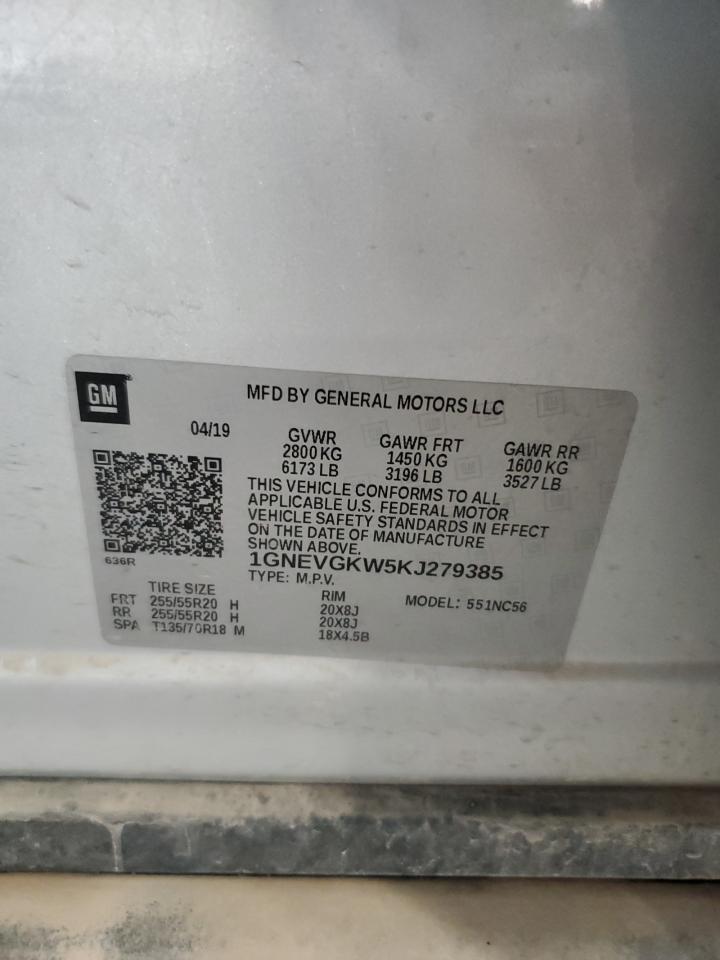 GM
MFD BY GENERAL MOTORS LLC
04/19 GVWR GAWR FRT GAWR RR
2800 KG 1450 KG 1600 KG
6173 LB 3196 LB 3527 LB
THIS VEHICLE CONFORMS TO ALL
APPLICABLE U.S. FEDERAL MOTOR
VEHICLE SAFETY STANDARDS IN EFFECT
ON THE DATE OF MANUFACTURE
SHOWN ABOVE.
636R
1GNEVGKW5KJ279385
TYPE: M.P.V.
TIRE SIZE RIM MODEL: 551NC56
FRT 255/55R20 H 20X8J
RR 255/55R20 H 20X8J
SPA T135/70R18 M 18X4.5B